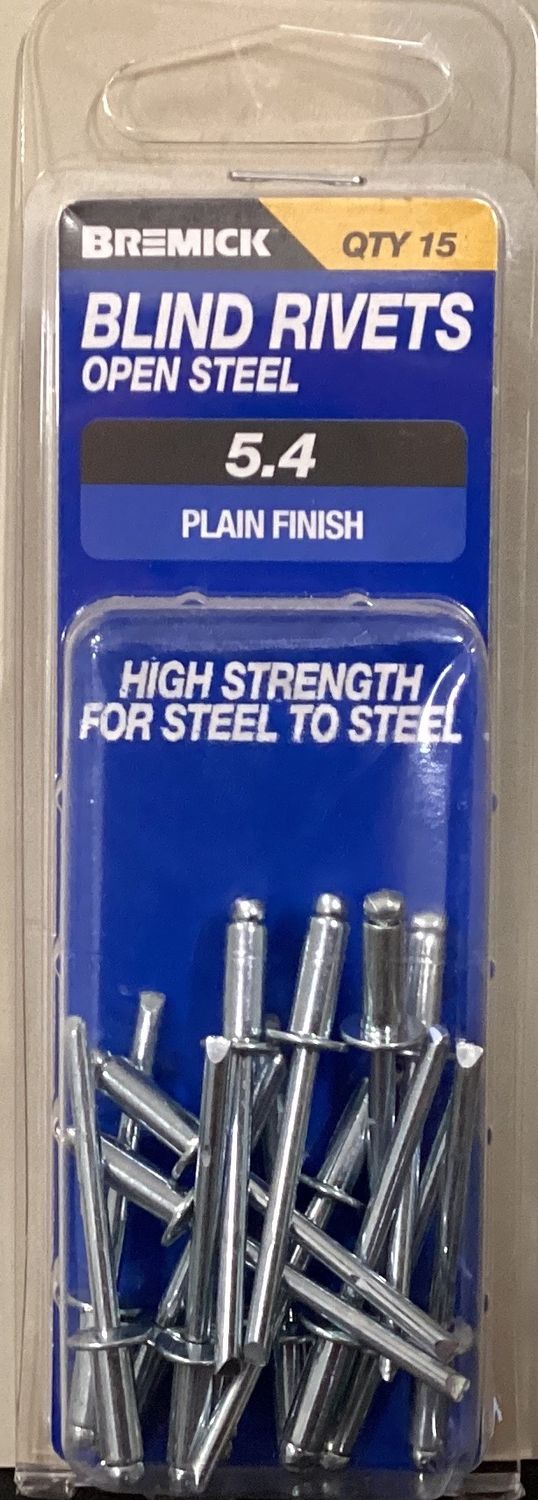 BREMICK
QTY 15
BLIND RIVETS
OPEN STEEL
5.4
PLAIN FINISH
HIGH STRENGTH
FOR STEEL TO STEEL